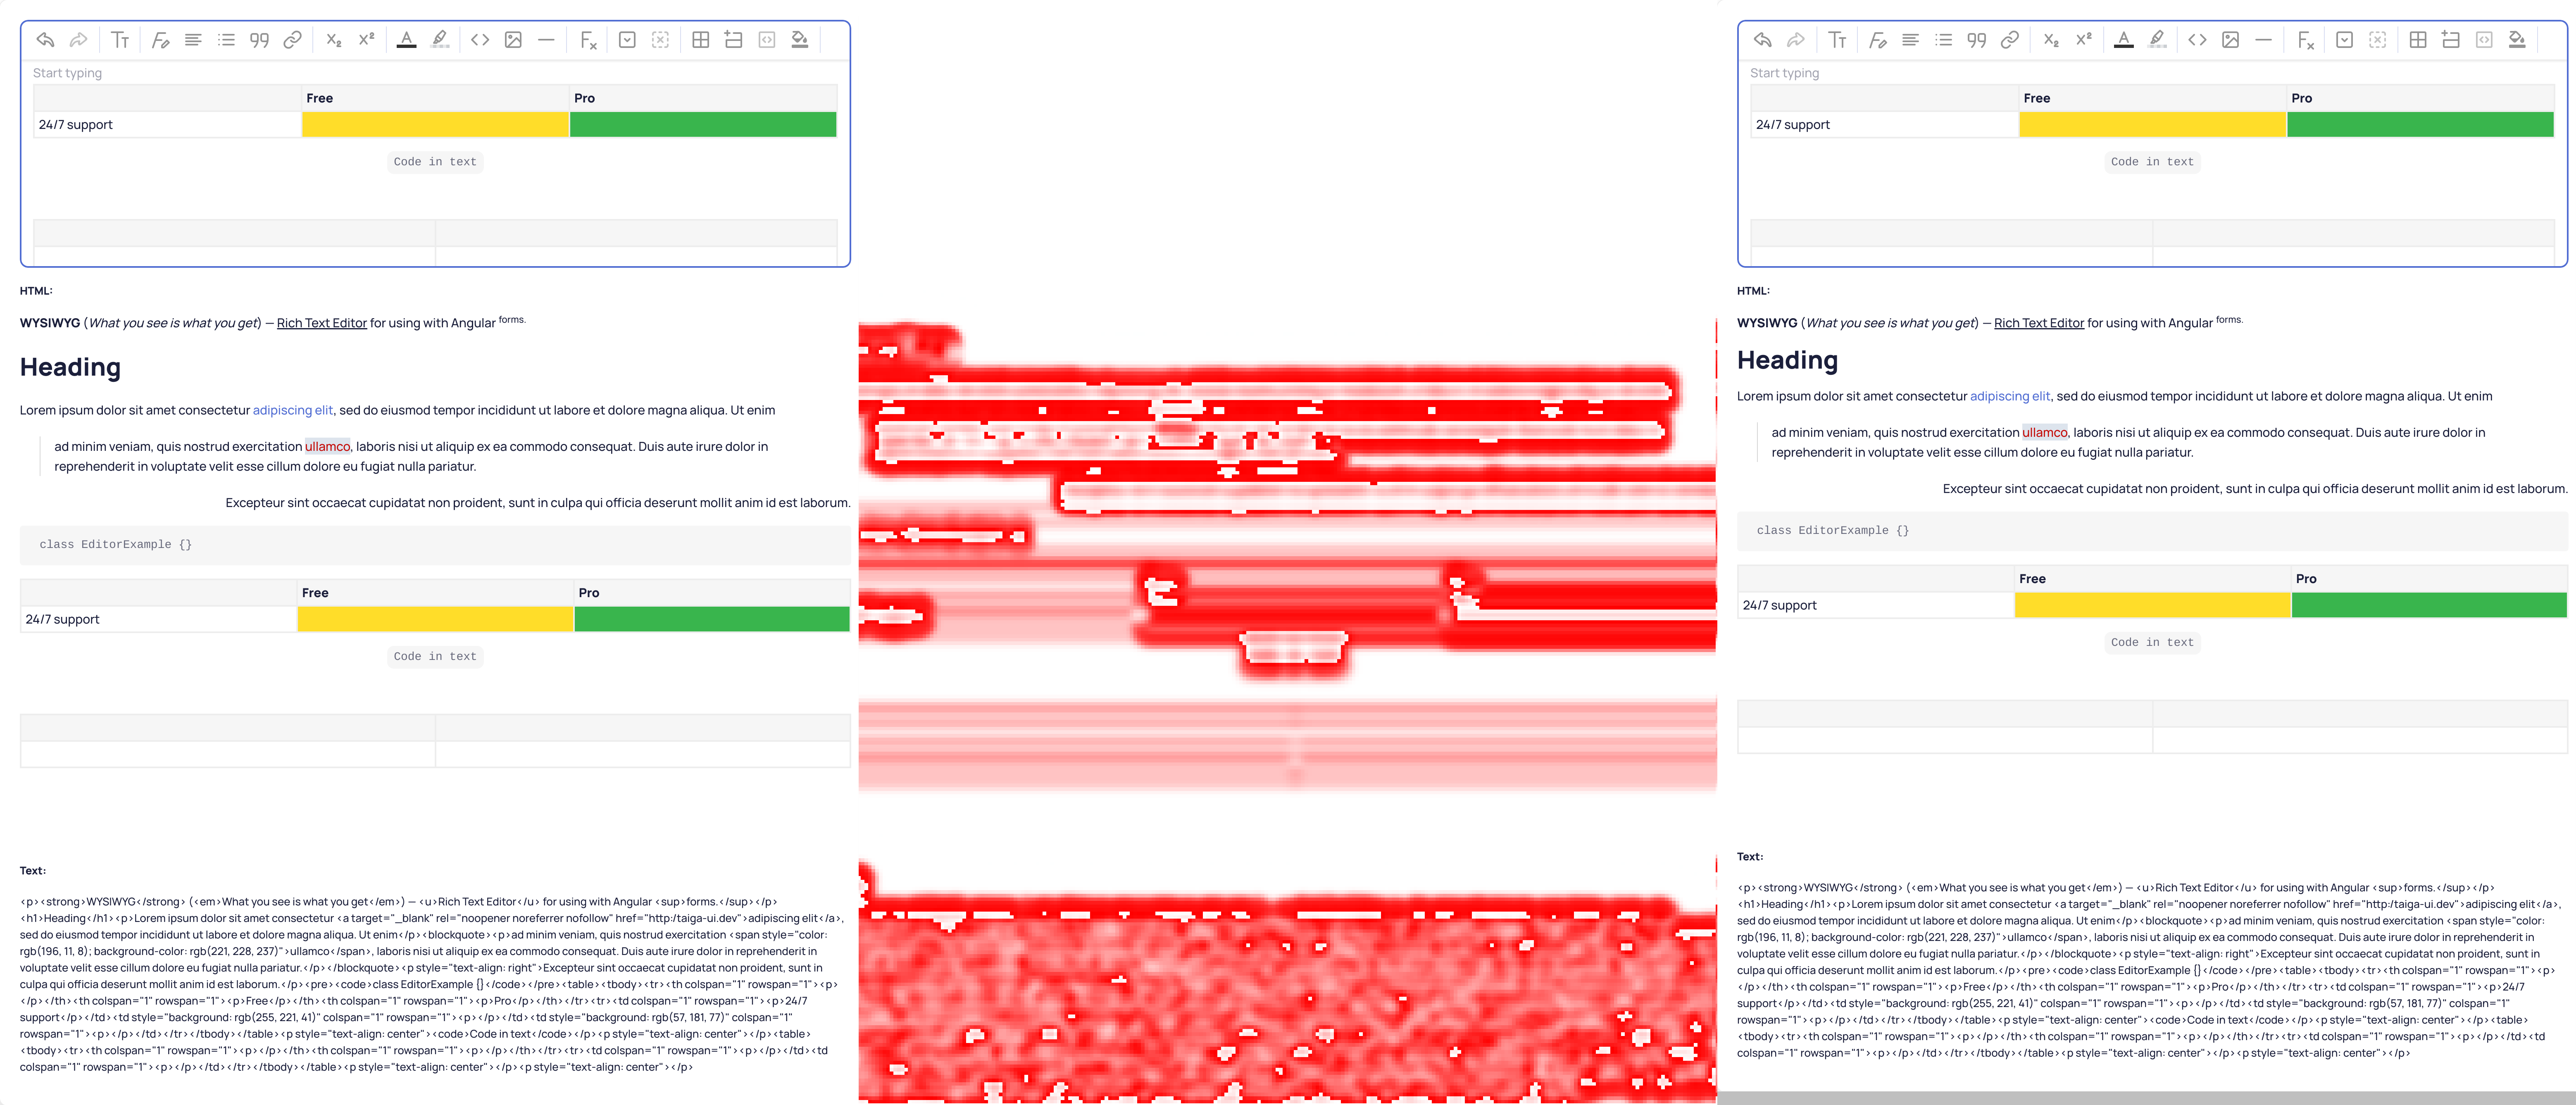 Start typing
Free Pro
24/7 support
Code in text
HTML:
WYSIWYG (What you see is what you get) — Rich Text Editor for using with Angular forms.
Heading
Lorem ipsum dolor sit amet consectetur adipiscing elit, sed do eiusmod tempor incididunt ut labore et dolore magna aliqua. Ut enim
ad minim veniam, quis nostrud exercitation ullamco, laboris nisi ut aliquip ex ea commodo consequat. Duis aute irure dolor in
reprehenderit in voluptate velit esse cillum dolore eu fugiat nulla pariatur.
Excepteur sint occaecat cupidatat non proident, sunt in culpa qui officia deserunt mollit anim id est laborum.
class EditorExample {}
Free Pro
24/7 support
Code in text
Text:
<p><strong>WYSIWYG</strong> (<em>What you see is what you get</em>) — <u>Rich Text Editor</u> for using with Angular <sup>forms.</sup></p>
<h1>Heading</h1><p>Lorem ipsum dolor sit amet consectetur <a target="_blank" rel="noopener noreferrer nofollow" href="http:/taiga-ui.dev">adipiscing elit</a>,
sed do eiusmod tempor incididunt ut labore et dolore magna aliqua. Ut enim</p><blockquote><p>ad minim veniam, quis nostrud exercitation <span style="color:
rgb(196, 11, 8); background-color: rgb(221, 228, 237)">ullamco</span>, laboris nisi ut aliquip ex ea commodo consequat. Duis aute irure dolor in reprehenderit in
voluptate velit esse cillum dolore eu fugiat nulla pariatur.</p></blockquote><p style="text-align: right">Excepteur sint occaecat cupidatat non proident, sunt in
culpa qui officia deserunt mollit anim id est laborum.</p><pre><code>class EditorExample {}</code></pre><table><tbody><tr><th colspan="1" rowspan="1"><p>
</p></th><th colspan="1" rowspan="1"><p>Free</p></th><th colspan="1" rowspan="1"><p>Pro</p></th></tr><tr><td colspan="1" rowspan="1"><p>24/7
support</p></td><td style="background: rgb(255, 221, 41)" colspan="1" rowspan="1"><p></p></td><td style="background: rgb(57, 181, 77)" colspan="1"
rowspan="1"><p></p></td></tr></tbody></table><p style="text-align: center"><code>Code in text</code></p><p style="text-align: center"></p><table>
<tbody><tr><th colspan="1" rowspan="1"><p></p></th><th colspan="1" rowspan="1"><p></p></th></tr><tr><td colspan="1" rowspan="1"><p></p></td><td
colspan="1" rowspan="1"><p></p></td></tr></tbody></table><p style="text-align: center"></p><p style="text-align: center"></p>
Start typing
Free Pro
24/7 support
Code in text
HTML:
WYSIWYG (What you see is what you get) — Rich Text Editor for using with Angular forms.
Heading
Lorem ipsum dolor sit amet consectetur adipiscing elit, sed do eiusmod tempor incididunt ut labore et dolore magna aliqua. Ut enim
ad minim veniam, quis nostrud exercitation ullamco, laboris nisi ut aliquip ex ea commodo consequat. Duis aute irure dolor in
reprehenderit in voluptate velit esse cillum dolore eu fugiat nulla pariatur.
Excepteur sint occaecat cupidatat non proident, sunt in culpa qui officia deserunt mollit anim id est laborum.
class EditorExample {}
Free Pro
24/7 support
Code in text
Text:
<p><strong>WYSIWYG</strong> (<em>What you see is what you get</em>) — <u>Rich Text Editor</u> for using with Angular <sup>forms.</sup></p>
<h1>Heading</h1><p>Lorem ipsum dolor sit amet consectetur <a target="_blank" rel="noopener noreferrer nofollow" href="http:/taiga-ui.dev">adipiscing elit</a>,
sed do eiusmod tempor incididunt ut labore et dolore magna aliqua. Ut enim</p><blockquote><p>ad minim veniam, quis nostrud exercitation <span style="color:
rgb(196, 11, 8); background-color: rgb(221, 228, 237)">ullamco</span>, laboris nisi ut aliquip ex ea commodo consequat. Duis aute irure dolor in reprehenderit in
voluptate velit esse cillum dolore eu fugiat nulla pariatur.</p></blockquote><p style="text-align: right">Excepteur sint occaecat cupidatat non proident, sunt in
culpa qui officia deserunt mollit anim id est laborum.</p><pre><code>class EditorExample {}</code></pre><table><tbody><tr><th colspan="1" rowspan="1"><p>
</p></th><th colspan="1" rowspan="1"><p>Free</p></th><th colspan="1" rowspan="1"><p>Pro</p></th></tr><tr><td colspan="1" rowspan="1"><p>24/7
support</p></td><td style="background: rgb(255, 221, 41)" colspan="1" rowspan="1"><p></p></td><td style="background: rgb(57, 181, 77)" colspan="1"
rowspan="1"><p></p></td></tr></tbody></table><p style="text-align: center"><code>Code in text</code></p><p style="text-align: center"></p><table>
<tbody><tr><th colspan="1" rowspan="1"><p></p></th><th colspan="1" rowspan="1"><p></p></th></tr><tr><td colspan="1" rowspan="1"><p></p></td><td
colspan="1" rowspan="1"><p></p></td></tr></tbody></table><p style="text-align: center"></p><p style="text-align: center"></p>